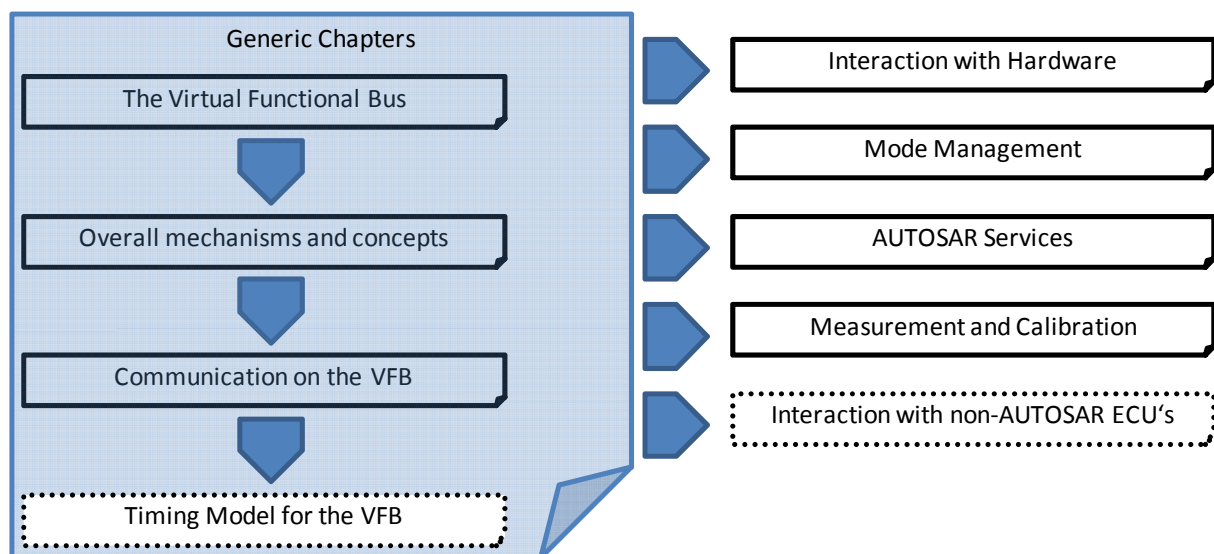 Generic Chapters
The Virtual Functional Bus
Overall mechanisms and concepts
Communication on the VFB
Timing Model for the VFB
Interaction with Hardware
Mode Management
AUTOSAR Services
Measurement and Calibration
Interaction with non-AUTOSAR ECU‘s